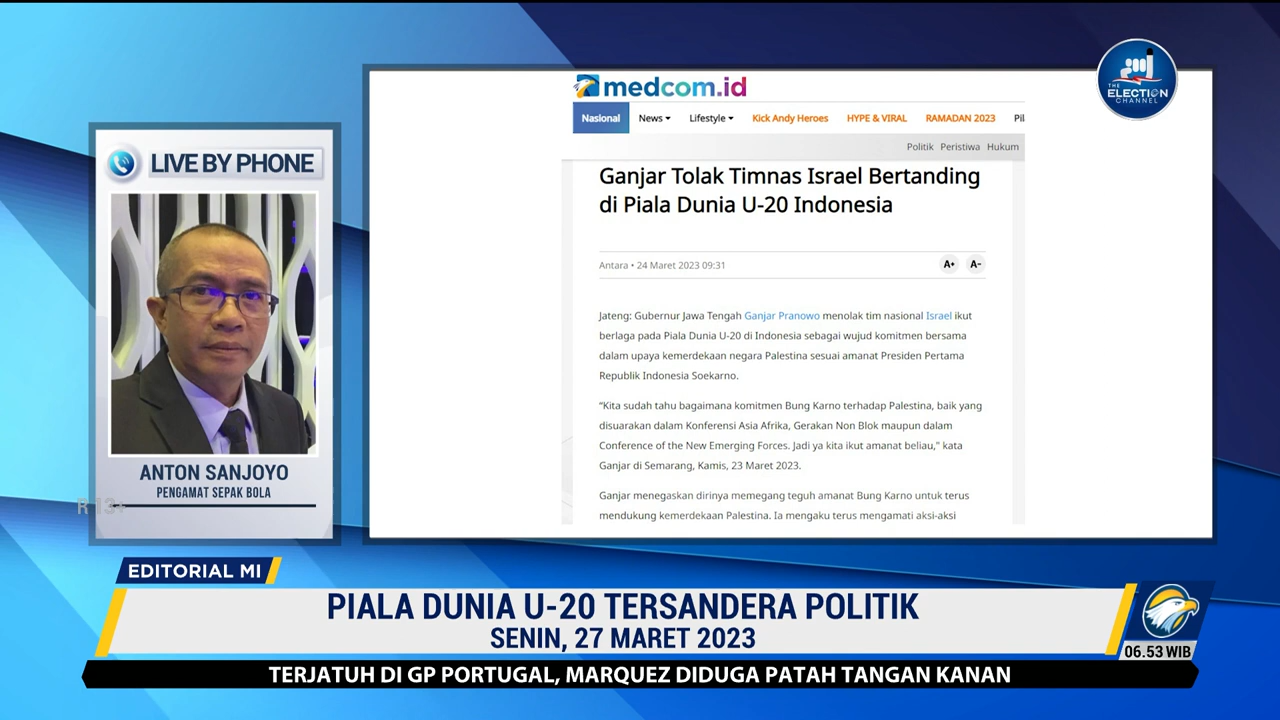 THE ELECTION CHANNEL
medcom.id
Nasional News Lifestyle Kick Andy Heroes HYPE & VIRAL RAMADAN 2023 Pil
Politik Peristiwa Hukum
Ganjar Tolak Timnas Israel Bertanding
di Piala Dunia U-20 Indonesia
Antara • 24 Maret 2023 09:31 A+ A-
Jateng: Gubernur Jawa Tengah Ganjar Pranowo menolak tim nasional Israel ikut
berlaga pada Piala Dunia U-20 di Indonesia sebagai wujud komitmen bersama
dalam upaya kemerdekaan negara Palestina sesuai amanat Presiden Pertama
Republik Indonesia Soekarno.
“Kita sudah tahu bagaimana komitmen Bung Karno terhadap Palestina, baik yang
disuarakan dalam Konferensi Asia Afrika, Gerakan Non Blok maupun dalam
Conference of the New Emerging Forces. Jadi ya kita ikut amanat beliau," kata
Ganjar di Semarang, Kamis, 23 Maret 2023.
Ganjar menegaskan dirinya memegang teguh amanat Bung Karno untuk terus
mendukung kemerdekaan Palestina. Ia mengaku terus mengamati aksi-aksi
LIVE BY PHONE
ANTON SANJOYO
PENGAMAT SEPAK BOLA
R 13+
EDITORIAL MI
PIALA DUNIA U-20 TERSANDERA POLITIK
SENIN, 27 MARET 2023
06.53 WIB
TERJATUH DI GP PORTUGAL, MARQUEZ DIDUGA PATAH TANGAN KANAN